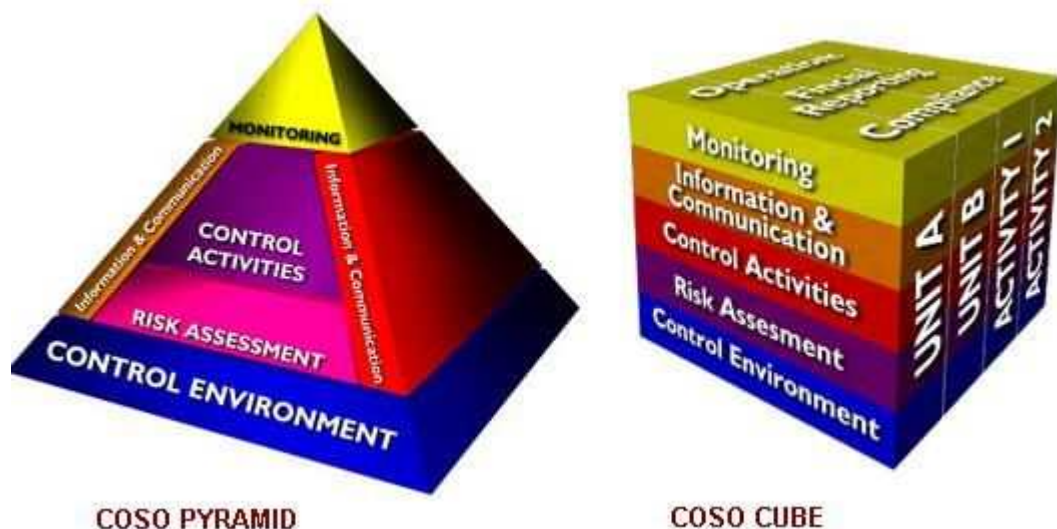 MONITORING
Information & Communication
Information & Communication
CONTROL
ACTIVITIES
RISK ASSESSMENT
CONTROL ENVIRONMENT
COSO PYRAMID
Operations
Fincial
Reporting
Compliance
Monitoring
Information &
Communication
Control Activities
Risk Assesment
Control Environment
UNIT A
UNIT B
ACTIVITY 1
ACTIVITY 2
COSO CUBE